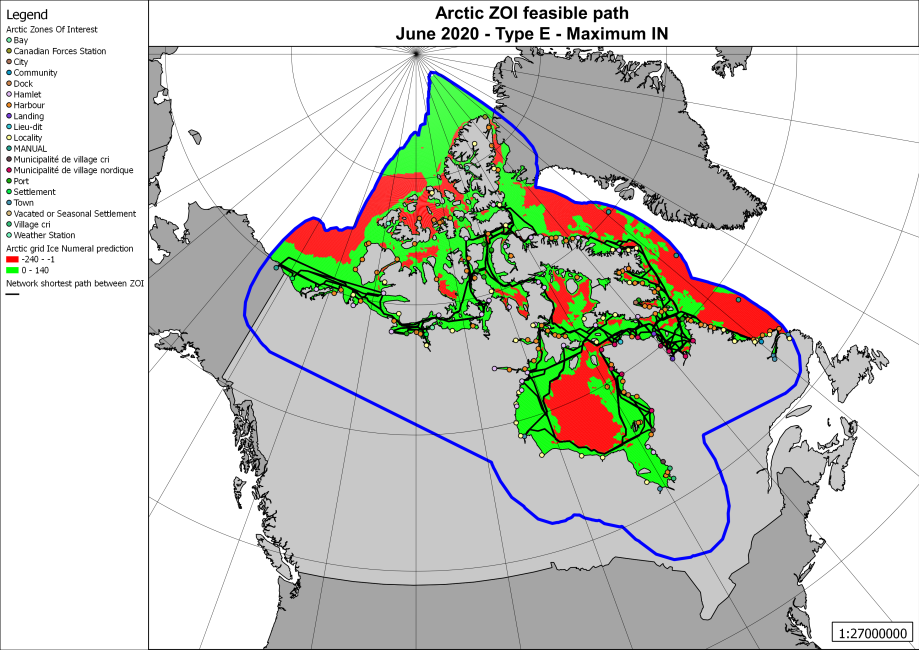 Arctic ZOI feasible path
June 2020 - Type E - Maximum IN
Legend
Arctic Zones Of Interest
Bay
Canadian Forces Station
City
Community
Dock
Hamlet
Harbour
Landing
Lieu-dit
Locality
MANUAL
Municipalité de village cri
Municipalité de village nordique
Port
Settlement
Town
Vacated or Seasonal Settlement
Village cri
Weather Station
Arctic grid Ice Numeral prediction
-240 - -1
0 - 140
Network shortest path between ZOI
1:27000000